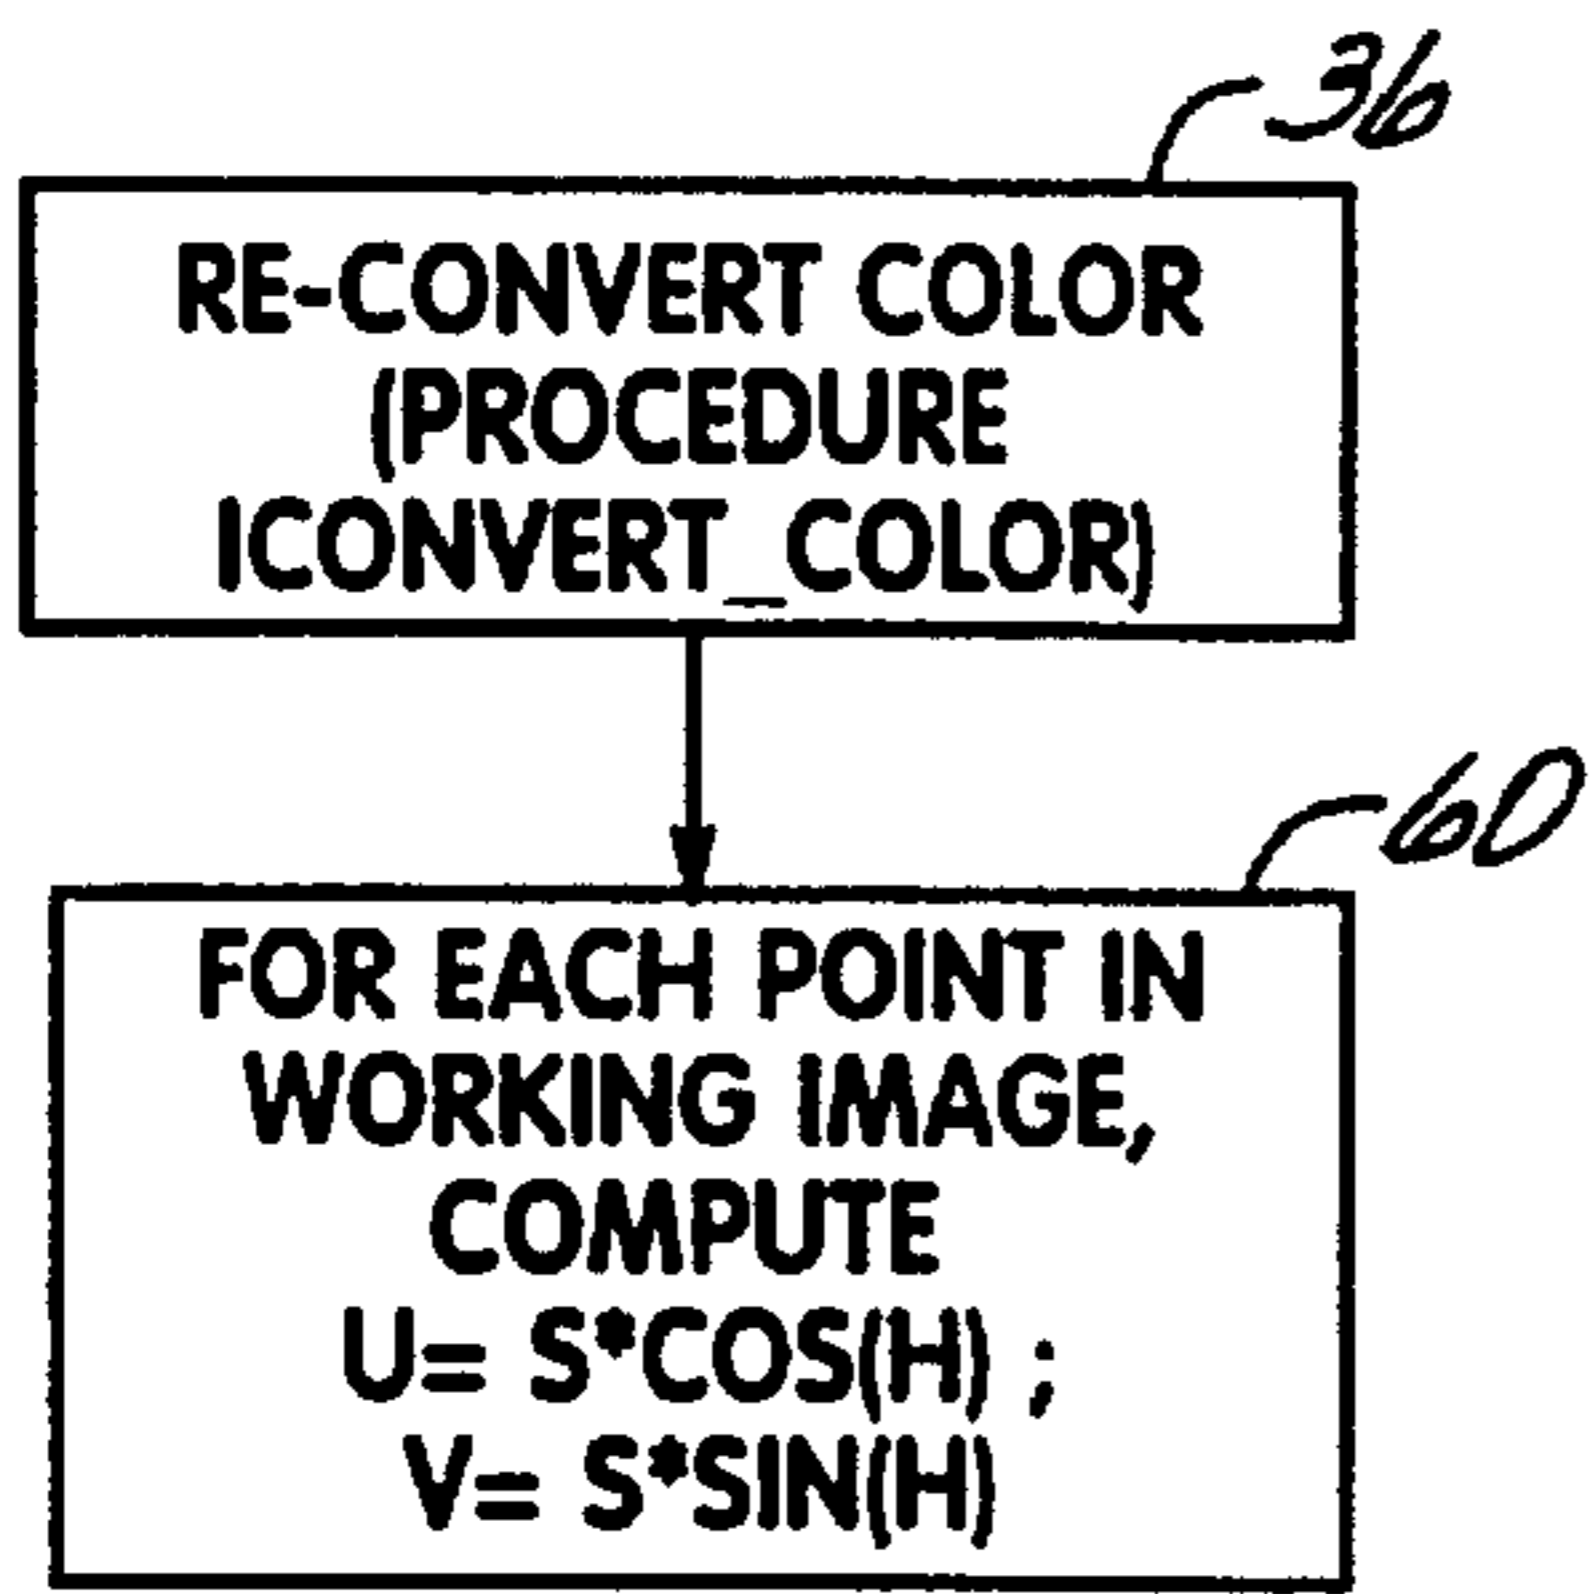 36
RE-CONVERT COLOR
(PROCEDURE
ICONVERT_COLOR)
60
FOR EACH POINT IN
WORKING IMAGE,
COMPUTE
U= S*COS(H) ;
V= S*SIN(H)